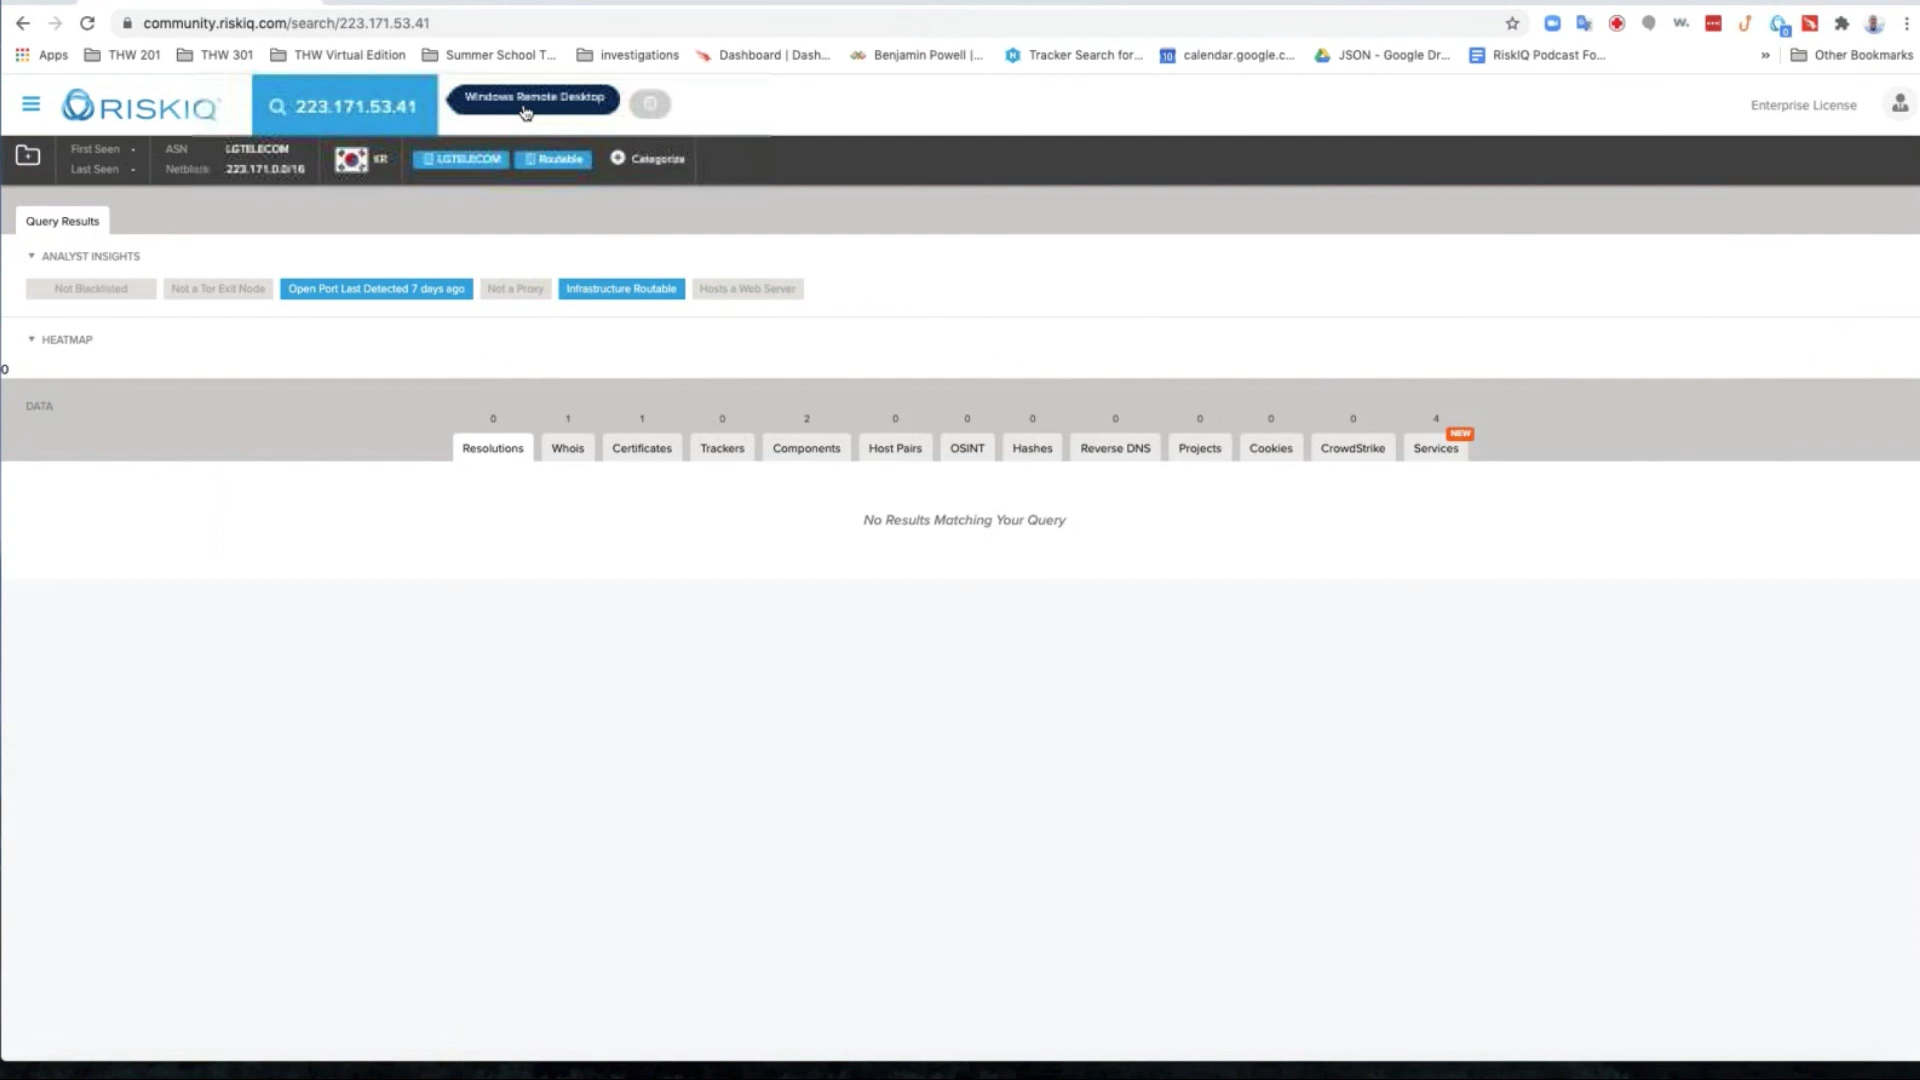 community.riskiq.com/search/223.171.53.41
Apps THW 201 THW 301 THW Virtual Edition Summer School T... investigations Dashboard | Dash... Benjamin Powell |... Tracker Search for... calendar.google.c... JSON - Google Dr... RiskIQ Podcast Fo... » Other Bookmarks
RISKIQ 223.171.53.41 Windows Remote Desktop Enterprise License
First Seen - ASN LGTELECOM
KR LGTELECOM Routable Categorize
Last Seen - Netblock 223.171.0.0/16
Query Results
ANALYST INSIGHTS
Not Blacklisted Not a Tor Exit Node Open Port Last Detected 7 days ago Not a Proxy Infrastructure Routable Hosts a Web Server
HEATMAP
0
DATA
0 1 1 0 2 0 0 0 0 0 0 0 4
NEW
Resolutions Whois Certificates Trackers Components Host Pairs OSINT Hashes Reverse DNS Projects Cookies CrowdStrike Services
No Results Matching Your Query